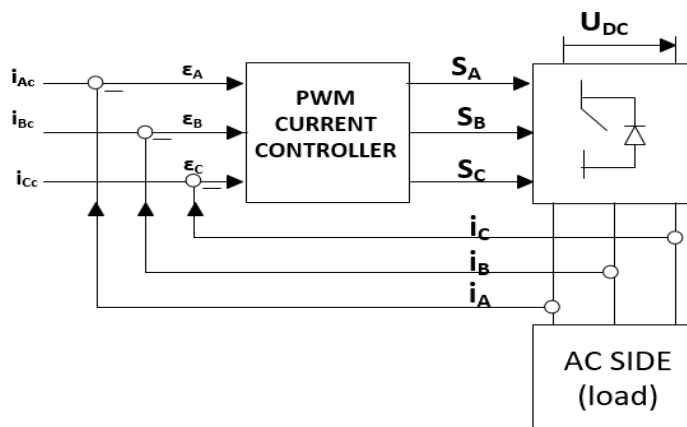 U_DC
i_Ac
ε_A
S_A
PWM
CURRENT
CONTROLLER
i_Bc
ε_B
S_B
i_Cc
ε_C
S_C
i_C
i_B
i_A
AC SIDE
(load)